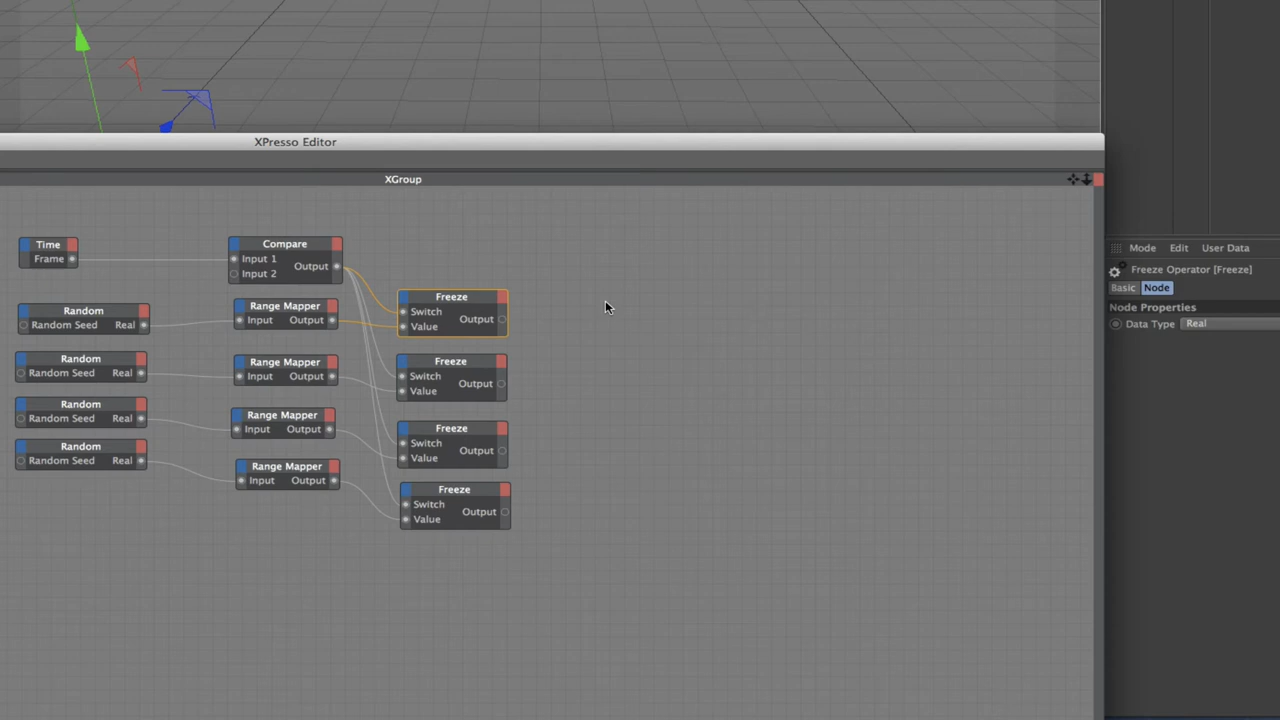 XPresso Editor
XGroup
Time
Frame
Compare
Input 1
Input 2
Output
Random
Random Seed Real
Range Mapper
Input Output
Freeze
Switch
Value
Output
Random
Random Seed Real
Range Mapper
Input Output
Freeze
Switch
Value
Output
Random
Random Seed Real
Range Mapper
Input Output
Freeze
Switch
Value
Output
Random
Random Seed Real
Range Mapper
Input Output
Freeze
Switch
Value
Output
Mode Edit User Data
Freeze Operator [Freeze]
Basic Node
Node Properties
Data Type Real